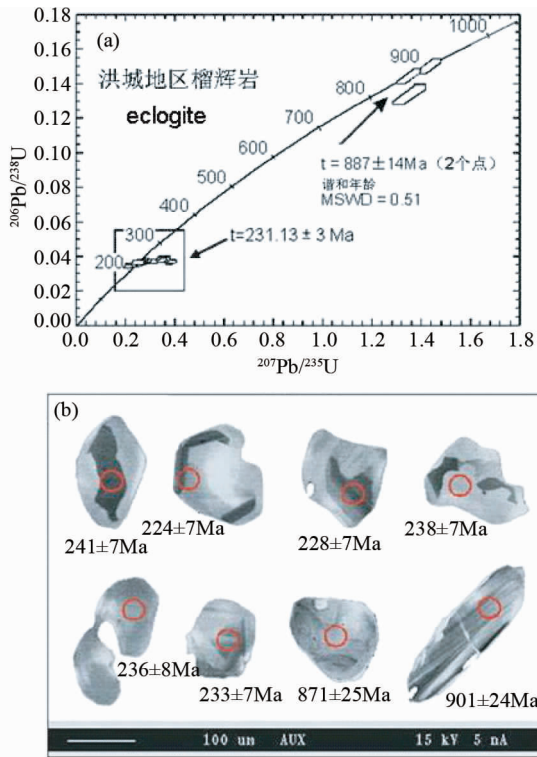 (a)
洪城地区榴辉岩
eclogite
t = 887±14Ma（2个点）
谐和年龄
MSWD = 0.51
t=231.13±3 Ma
200
300
400
500
600
700
800
900
1000
0.18
0.16
0.14
0.12
0.10
0.08
0.06
0.04
0.02
0.00
0.0 0.2 0.4 0.6 0.8 1.0 1.2 1.4 1.6 1.8
²⁰⁶Pb/²³⁸U
²⁰⁷Pb/²³⁵U
(b)
241±7Ma
224±7Ma
228±7Ma
238±7Ma
236±8Ma
233±7Ma
871±25Ma
901±24Ma
100 um AUX 15 kV 5 nA